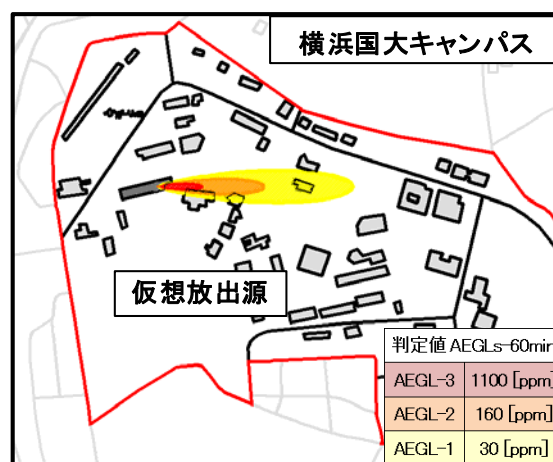 横浜国大キャンパス
仮想放出源
判定値 AEGLs-60min
AEGL-3 1100 [ppm]
AEGL-2 160 [ppm]
AEGL-1 30 [ppm]